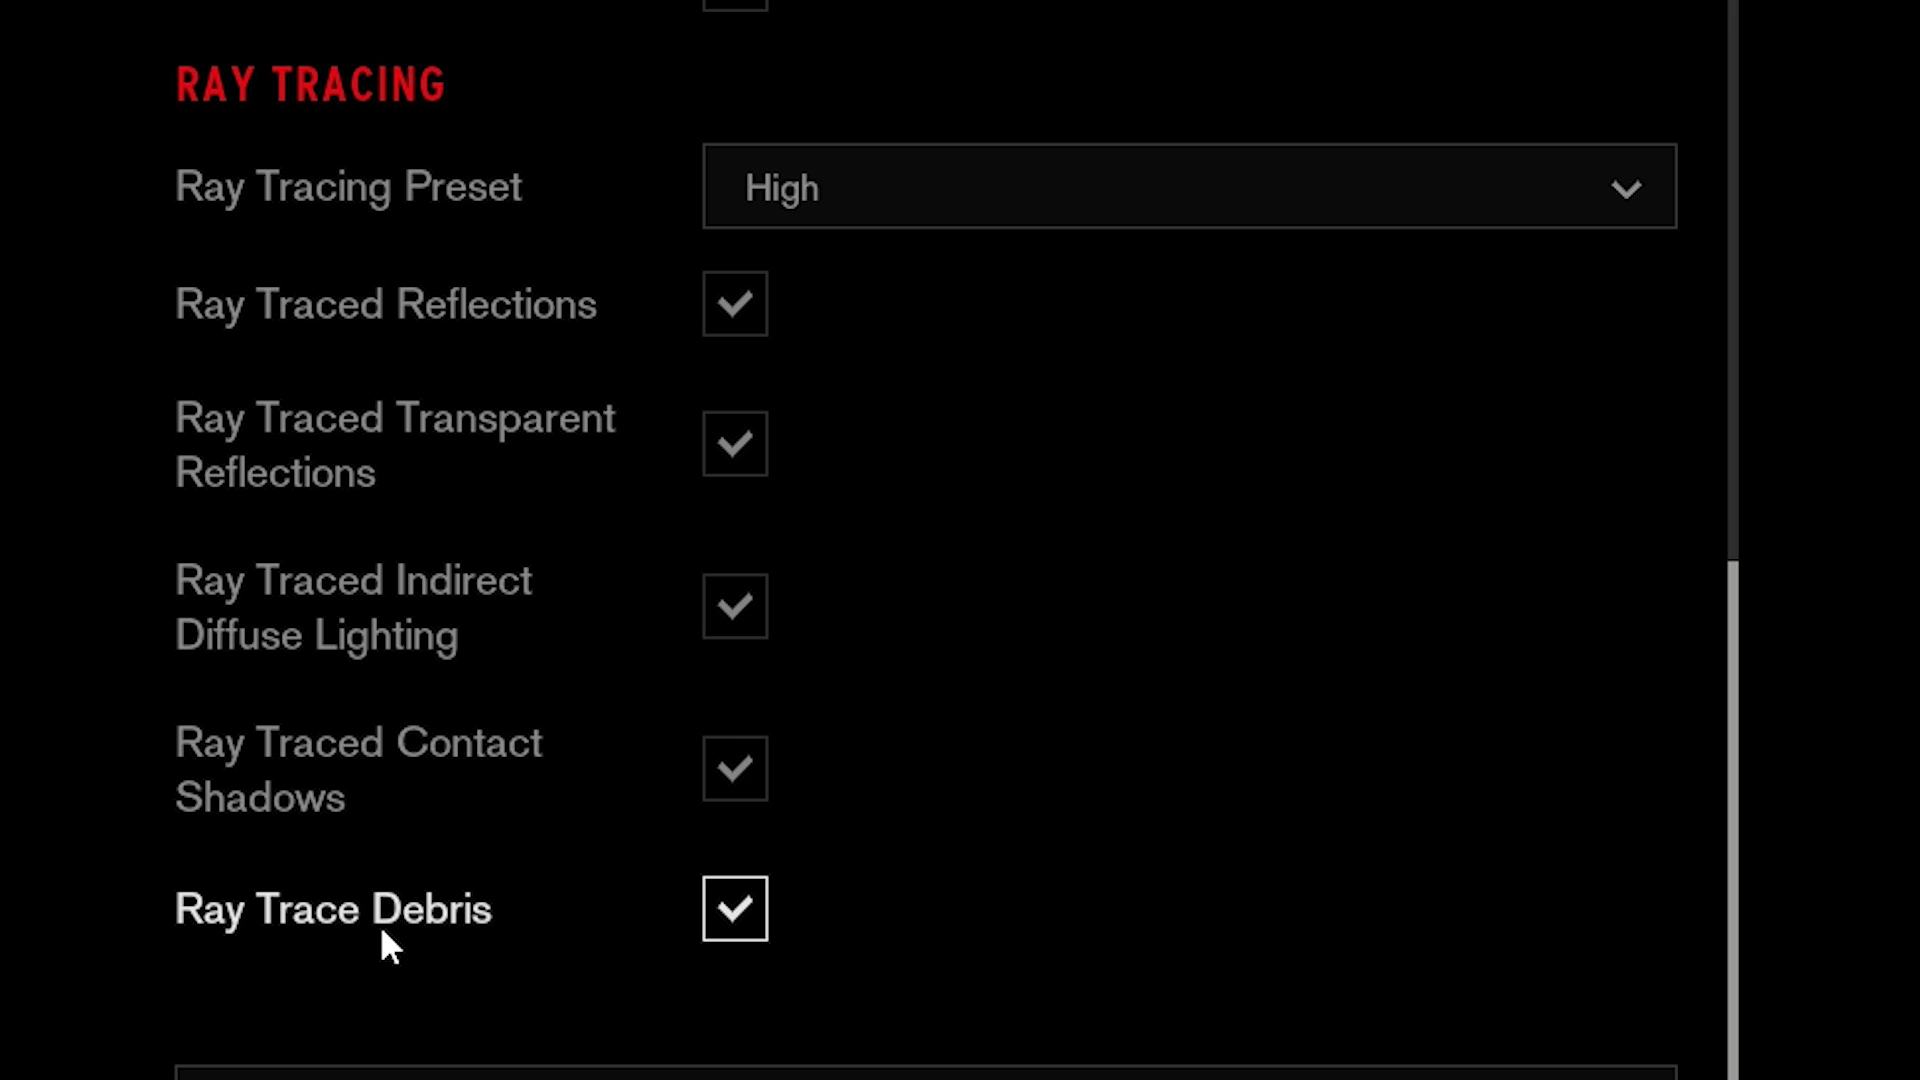 RAY TRACING
Ray Tracing Preset
High
Ray Traced Reflections
Ray Traced Transparent
Reflections
Ray Traced Indirect
Diffuse Lighting
Ray Traced Contact
Shadows
Ray Trace Debris